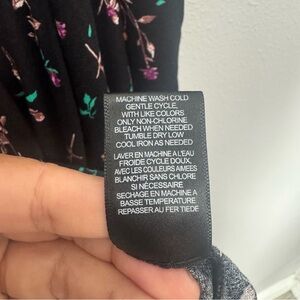 MACHINE WASH COLD
GENTLE CYCLE,
WITH LIKE COLORS
ONLY NON-CHLORINE
BLEACH WHEN NEEDED
TUMBLE DRY LOW
COOL IRON AS NEEDED
LAVER EN MACHINE A L'EAU
FROIDE CYCLE DOUX,
AVEC LES COULEURS AIMEES
BLANCHIR SANS CHLORE
SI NÉCESSAIRE
SECHAGE EN MACHINE A
BASSE TEMPERATURE
REPASSER AU FER TIEDE